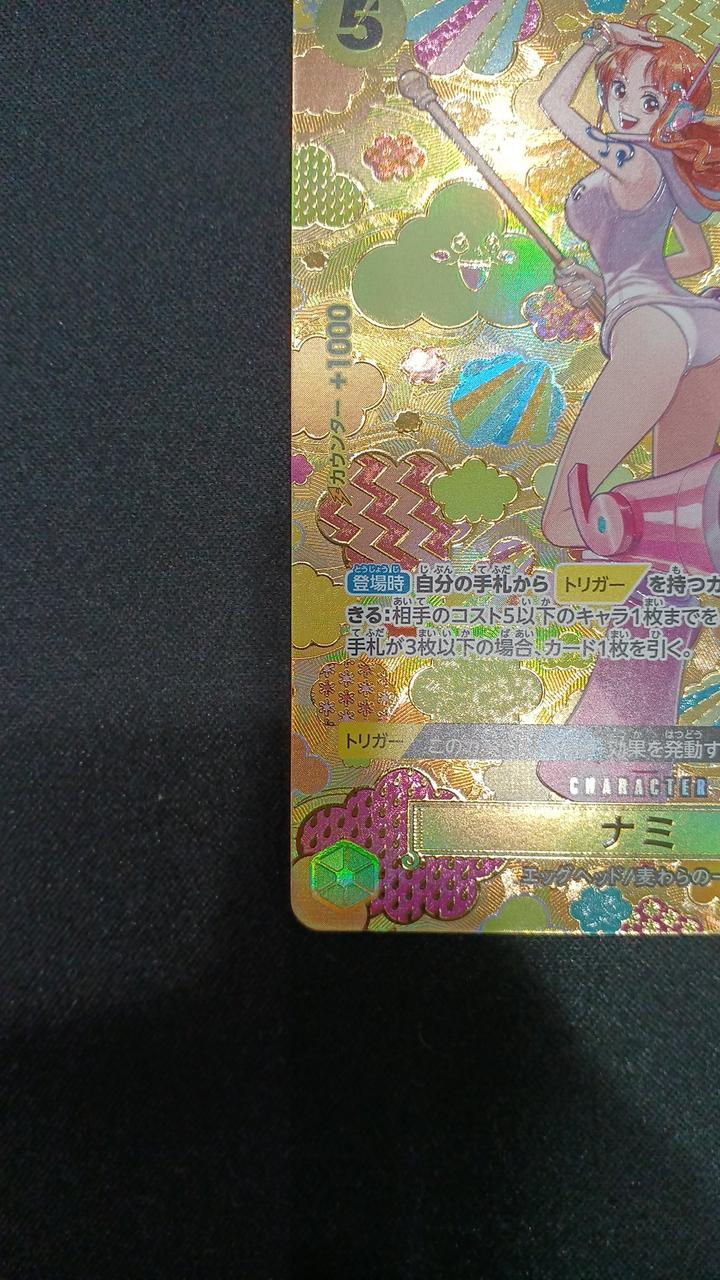 5
カウンター +1000
登場時 自分の手札から トリガー を持つカ
きる:相手のコスト5以下のキャラ1枚までを
手札が3枚以下の場合、カード1枚を引く。
トリガー この 効果を発動す
CHARACTER
ナミ
エッグヘッド/麦わらの一